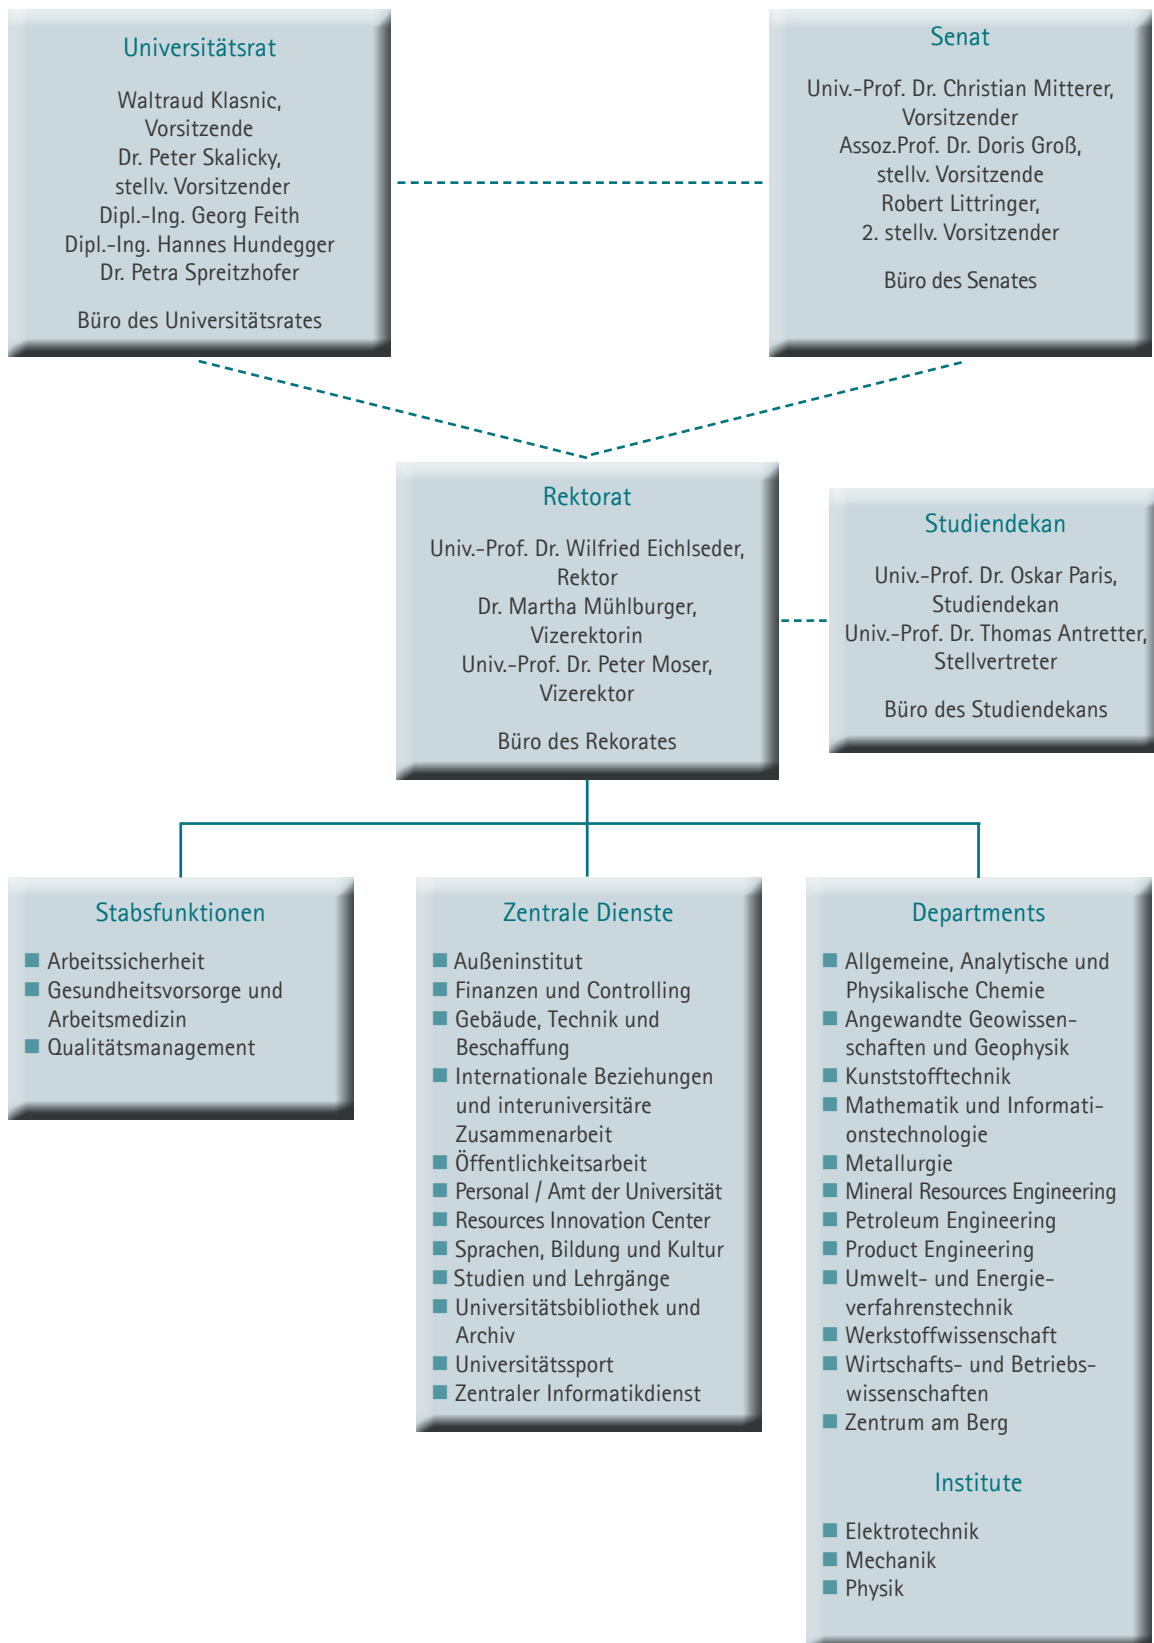 Universitätsrat
Waltraud Klasnic,
Vorsitzende
Dr. Peter Skalicky,
stellv. Vorsitzender
Dipl.-Ing. Georg Feith
Dipl.-Ing. Hannes Hundegger
Dr. Petra Spreitzhofer
Büro des Universitätsrates
Senat
Univ.-Prof. Dr. Christian Mitterer,
Vorsitzender
Assoz.Prof. Dr. Doris Groß,
stellv. Vorsitzende
Robert Littringer,
2. stellv. Vorsitzender
Büro des Senates
Rektorat
Univ.-Prof. Dr. Wilfried Eichlseder,
Rektor
Dr. Martha Mühlburger,
Vizerektorin
Univ.-Prof. Dr. Peter Moser,
Vizerektor
Büro des Rekorates
Studiendekan
Univ.-Prof. Dr. Oskar Paris,
Studiendekan
Univ.-Prof. Dr. Thomas Antretter,
Stellvertreter
Büro des Studiendekans
Stabsfunktionen
Arbeitssicherheit
Gesundheitsvorsorge und
Arbeitsmedizin
Qualitätsmanagement
Zentrale Dienste
Außeninstitut
Finanzen und Controlling
Gebäude, Technik und
Beschaffung
Internationale Beziehungen
und interuniversitäre
Zusammenarbeit
Öffentlichkeitsarbeit
Personal / Amt der Universität
Resources Innovation Center
Sprachen, Bildung und Kultur
Studien und Lehrgänge
Universitätsbibliothek und
Archiv
Universitätssport
Zentraler Informatikdienst
Departments
Allgemeine, Analytische und
Physikalische Chemie
Angewandte Geowissen-
schaften und Geophysik
Kunststofftechnik
Mathematik und Informati-
onstechnologie
Metallurgie
Mineral Resources Engineering
Petroleum Engineering
Product Engineering
Umwelt- und Energie-
verfahrenstechnik
Werkstoffwissenschaft
Wirtschafts- und Betriebs-
wissenschaften
Zentrum am Berg
Institute
Elektrotechnik
Mechanik
Physik